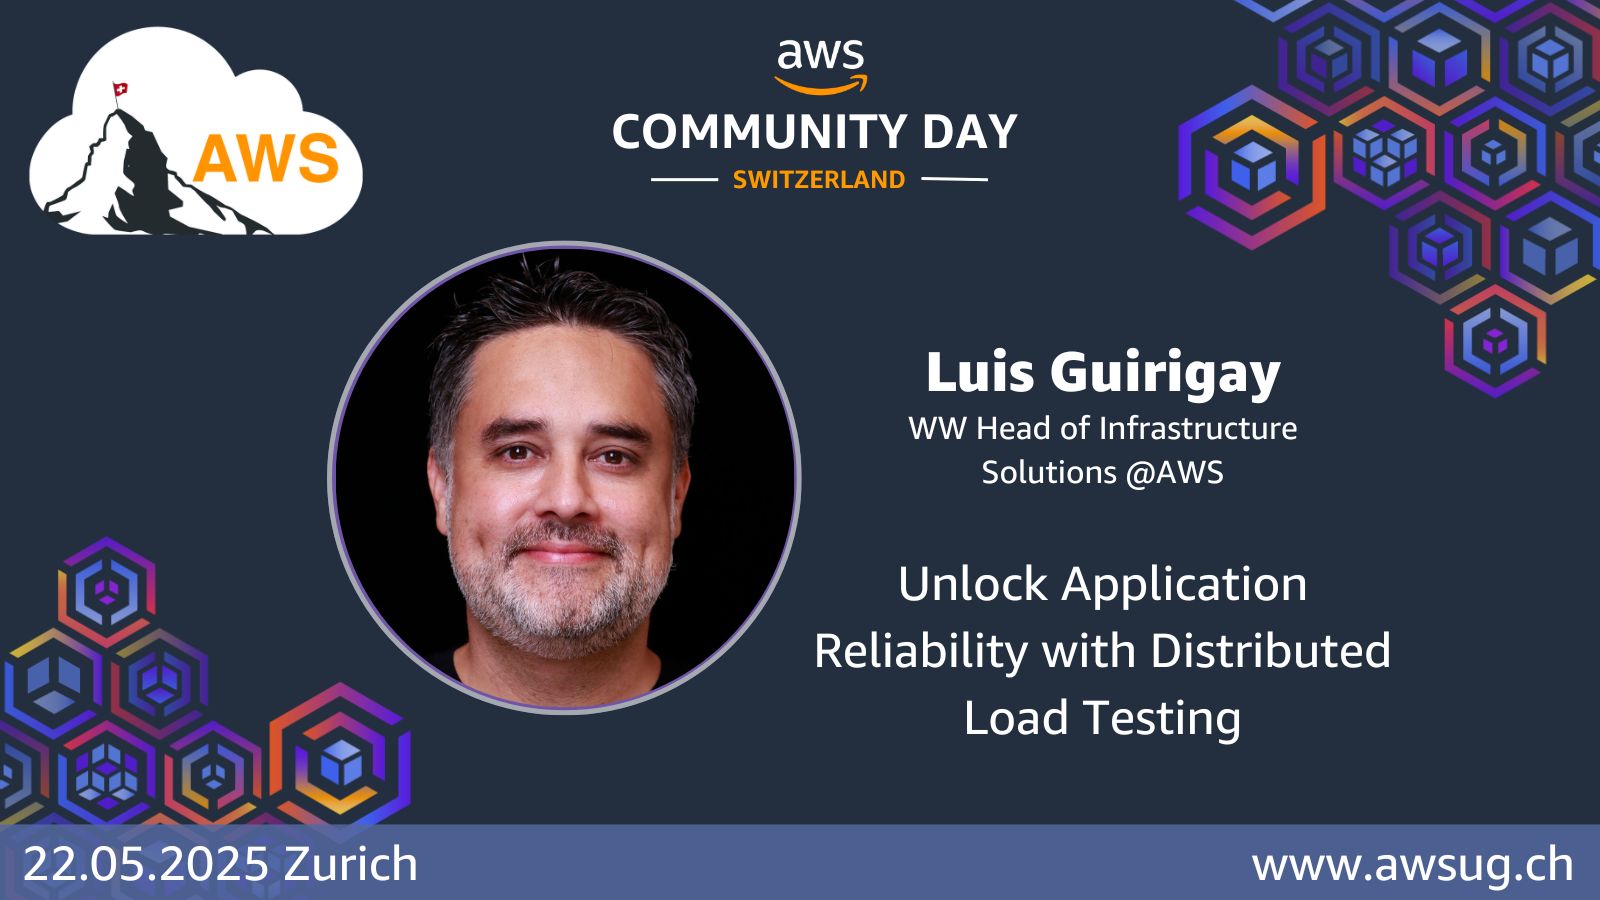 AWS
aws
COMMUNITY DAY
SWITZERLAND
Luis Guirigay
WW Head of Infrastructure
Solutions @AWS
Unlock Application
Reliability with Distributed
Load Testing
22.05.2025 Zurich
www.awsug.ch